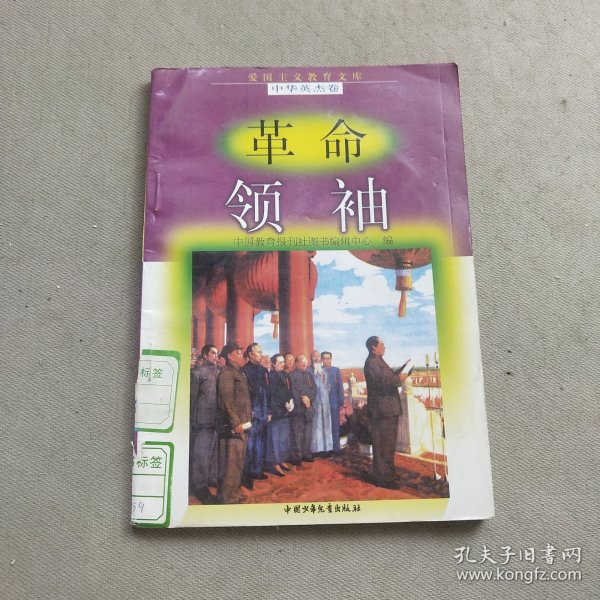 爱国主义教育文库
中华英杰卷
革命
领袖
中国教育报刊社图书编辑中心 编
标签
标签
39
中国少年儿童出版社
孔夫子旧书网
www.kongfz.com